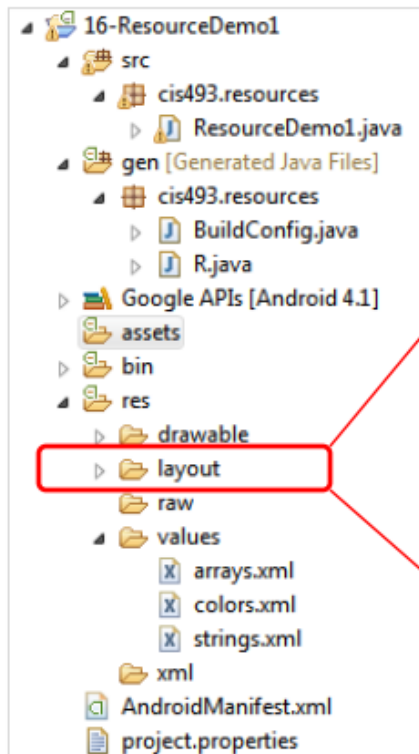 16-ResourceDemo1
src
cis493.resources
ResourceDemo1.java
gen [Generated Java Files]
cis493.resources
BuildConfig.java
R.java
Google APIs [Android 4.1]
assets
bin
res
drawable
layout
raw
values
arrays.xml
colors.xml
strings.xml
xml
AndroidManifest.xml
project.properties